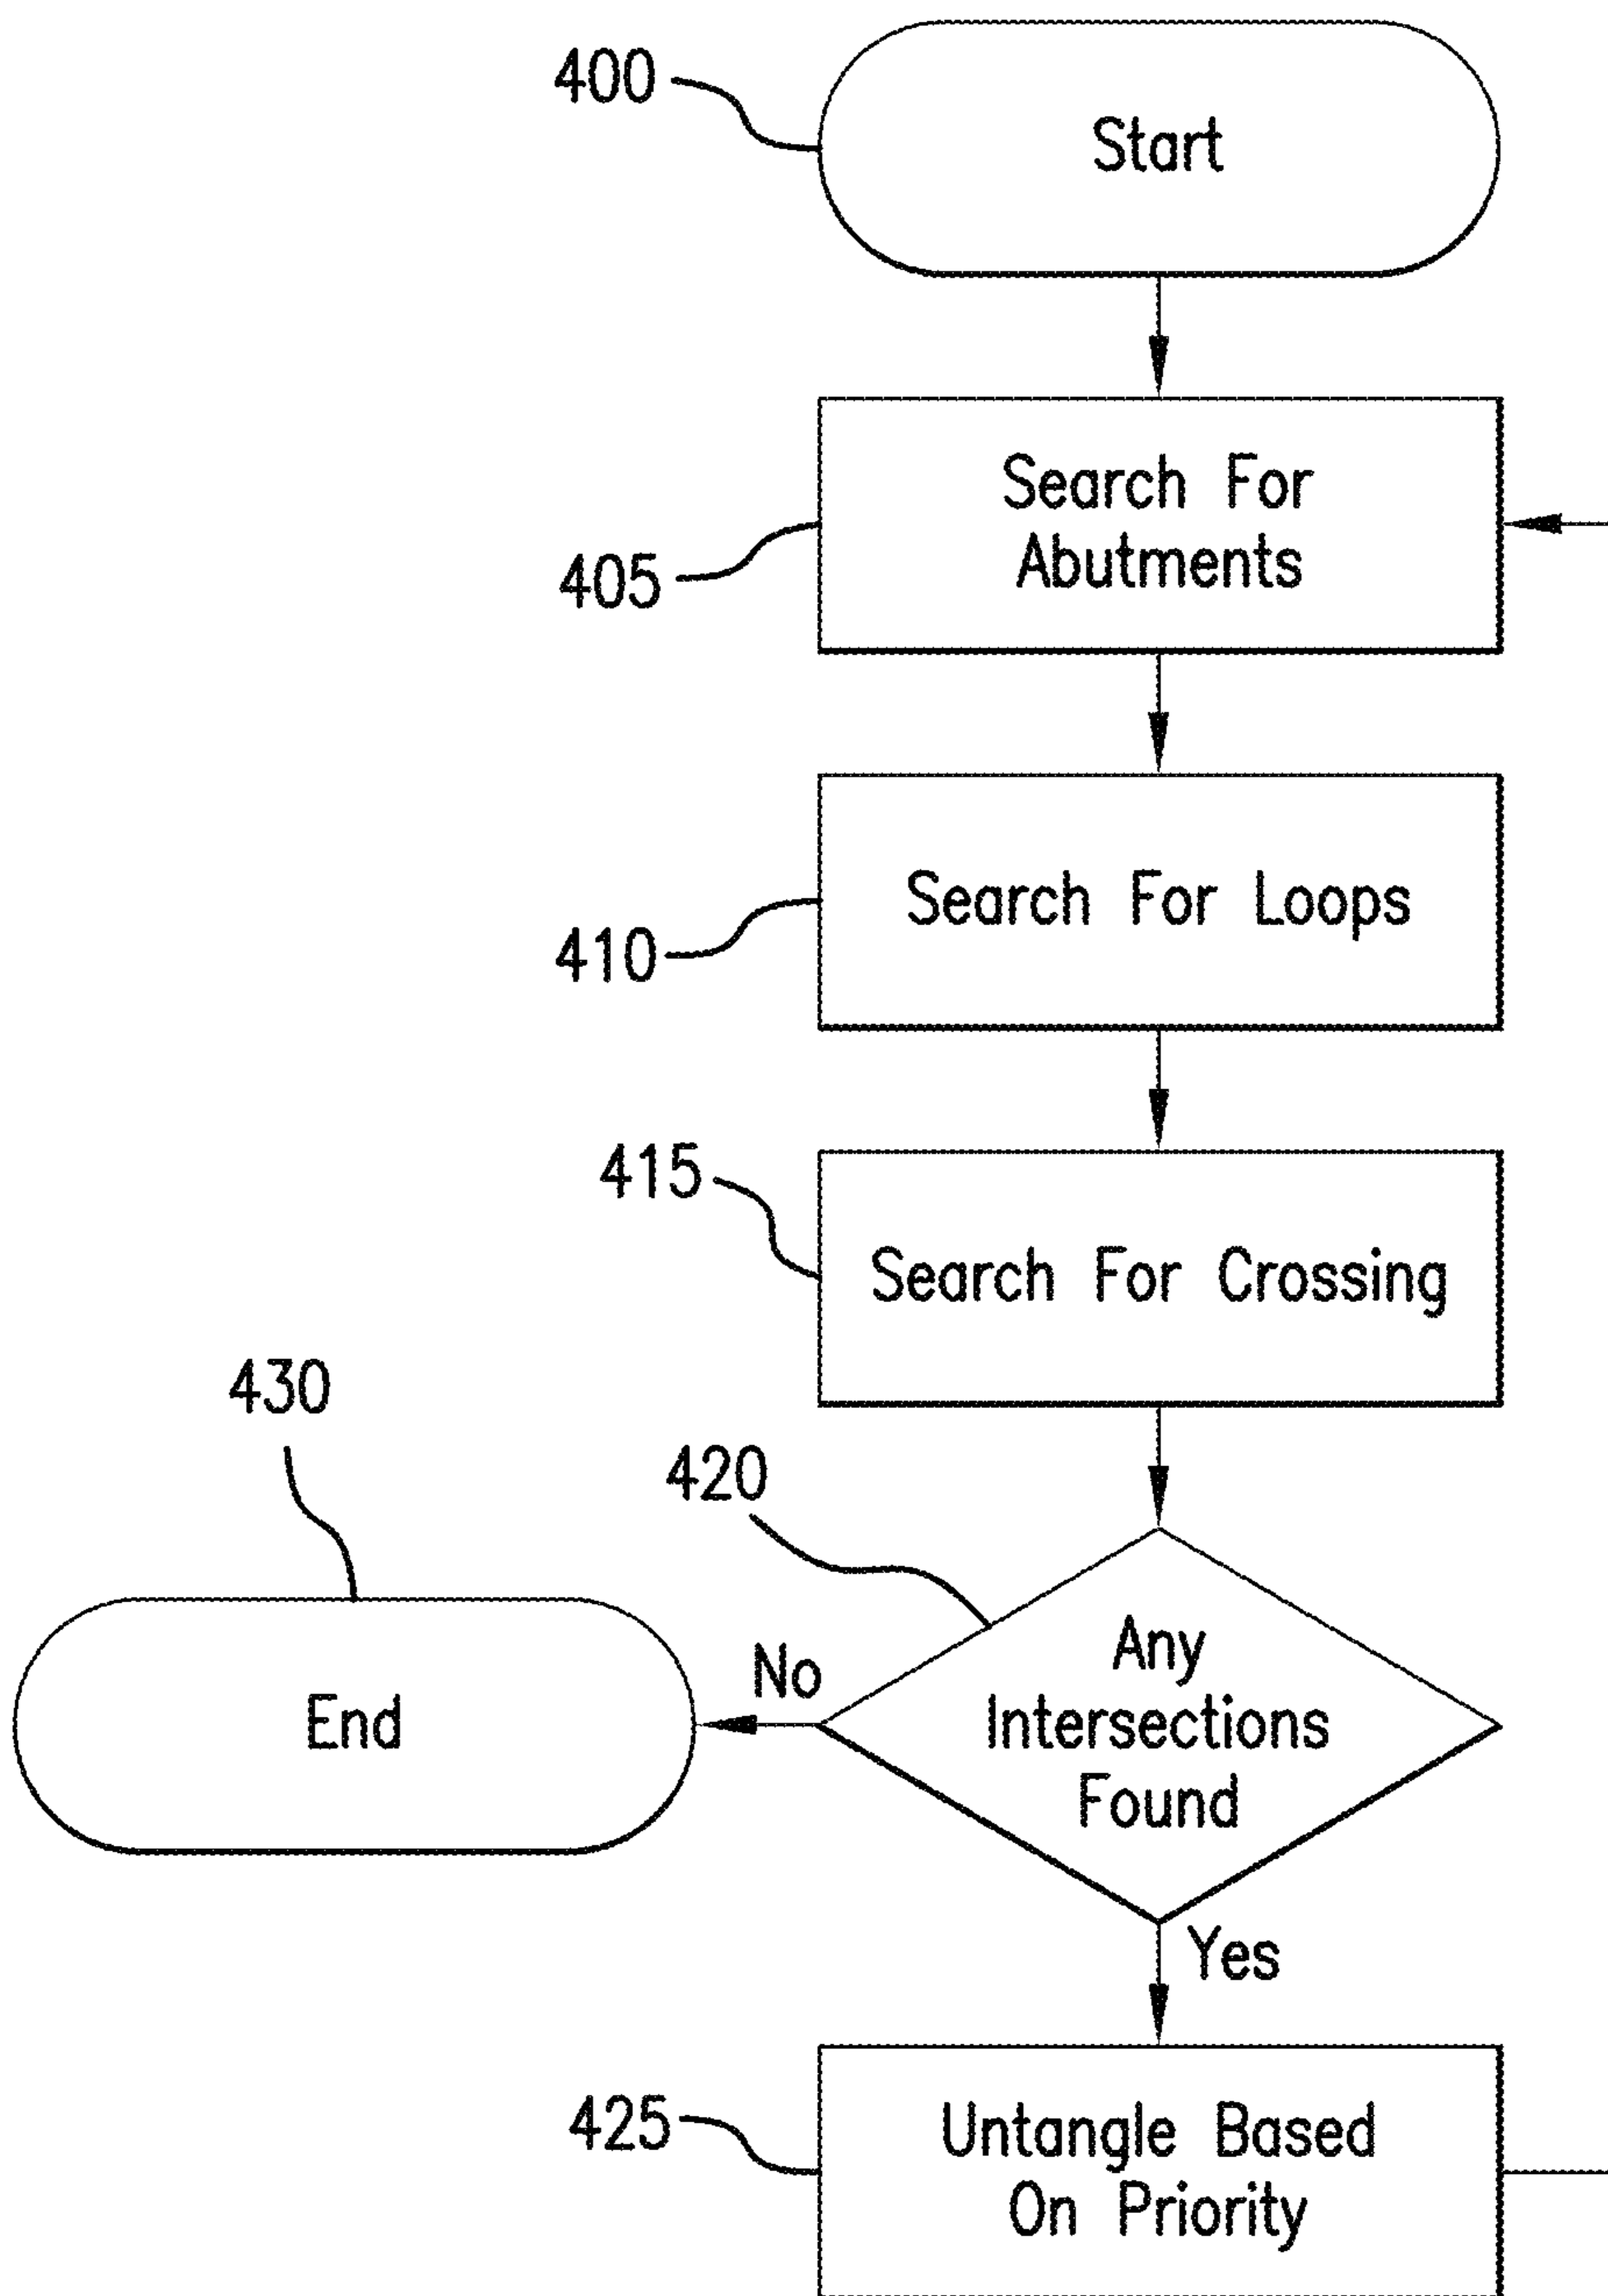 400
Start
Search For
Abutments
405
Search For Loops
410
415
Search For Crossing
430
420
Any
Intersections
Found
No
End
Yes
425
Untangle Based
On Priority